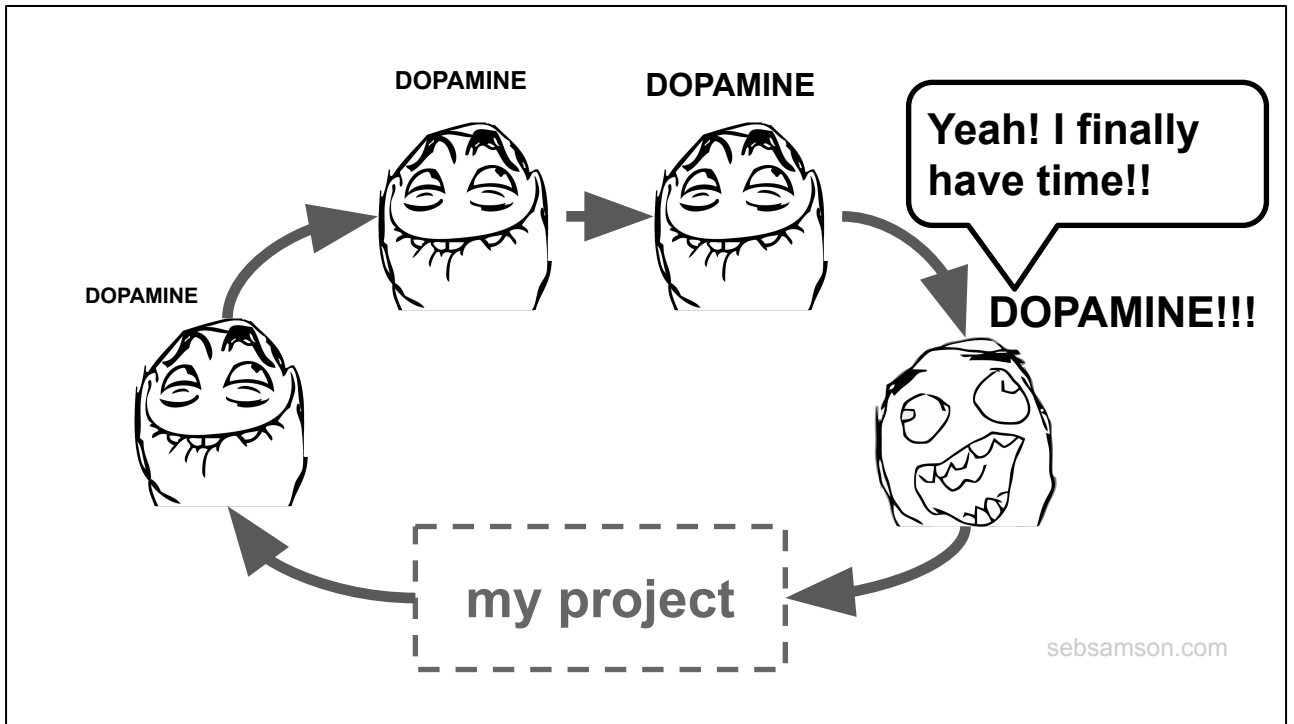 DOPAMINE
DOPAMINE
Yeah! I finally
have time!!
DOPAMINE
DOPAMINE!!!
my project
sebsamson.com